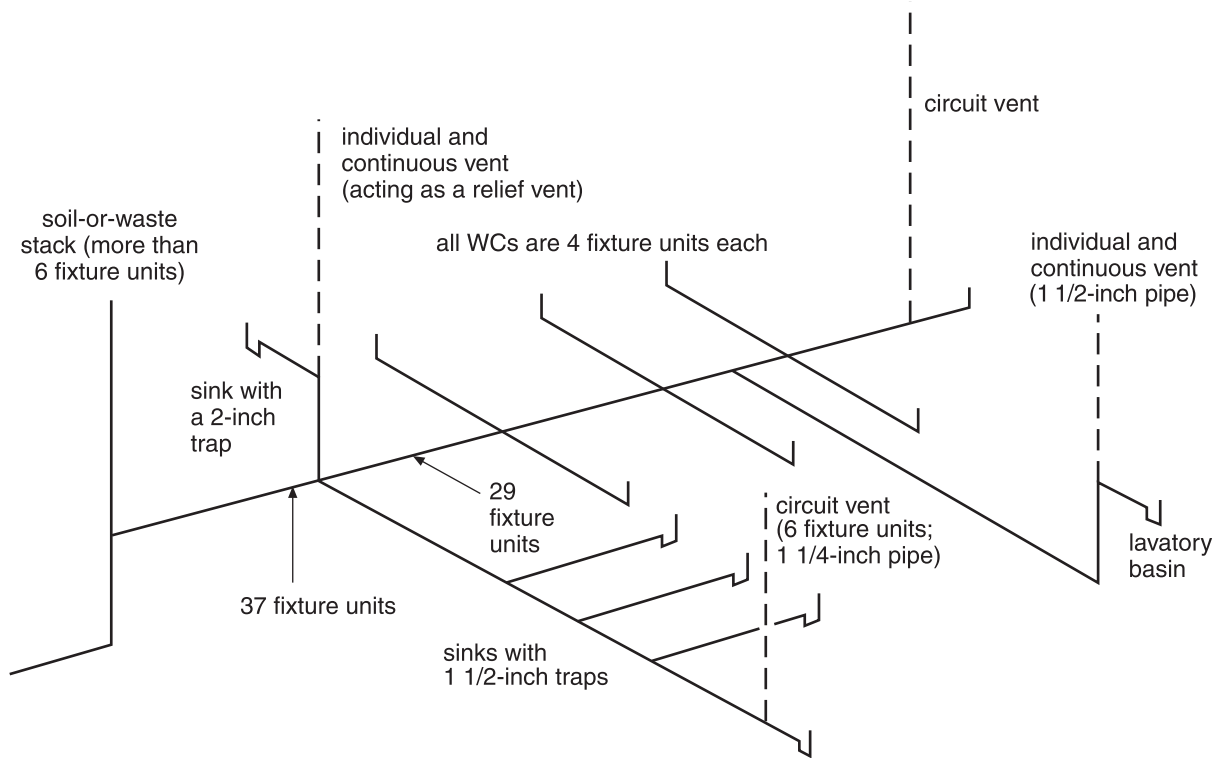 circuit vent
individual and
continuous vent
(acting as a relief vent)
soil-or-waste
stack (more than
6 fixture units)
all WCs are 4 fixture units each
individual and
continuous vent
(1 1/2-inch pipe)
sink with
a 2-inch
trap
29
fixture
units
circuit vent
(6 fixture units;
1 1/4-inch pipe)
lavatory
basin
37 fixture units
sinks with
1 1/2-inch traps